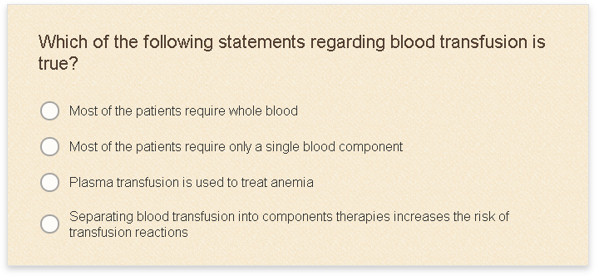 Which of the following statements regarding blood transfusion is
true?
Most of the patients require whole blood
Most of the patients require only a single blood component
Plasma transfusion is used to treat anemia
Separating blood transfusion into components therapies increases the risk of
transfusion reactions